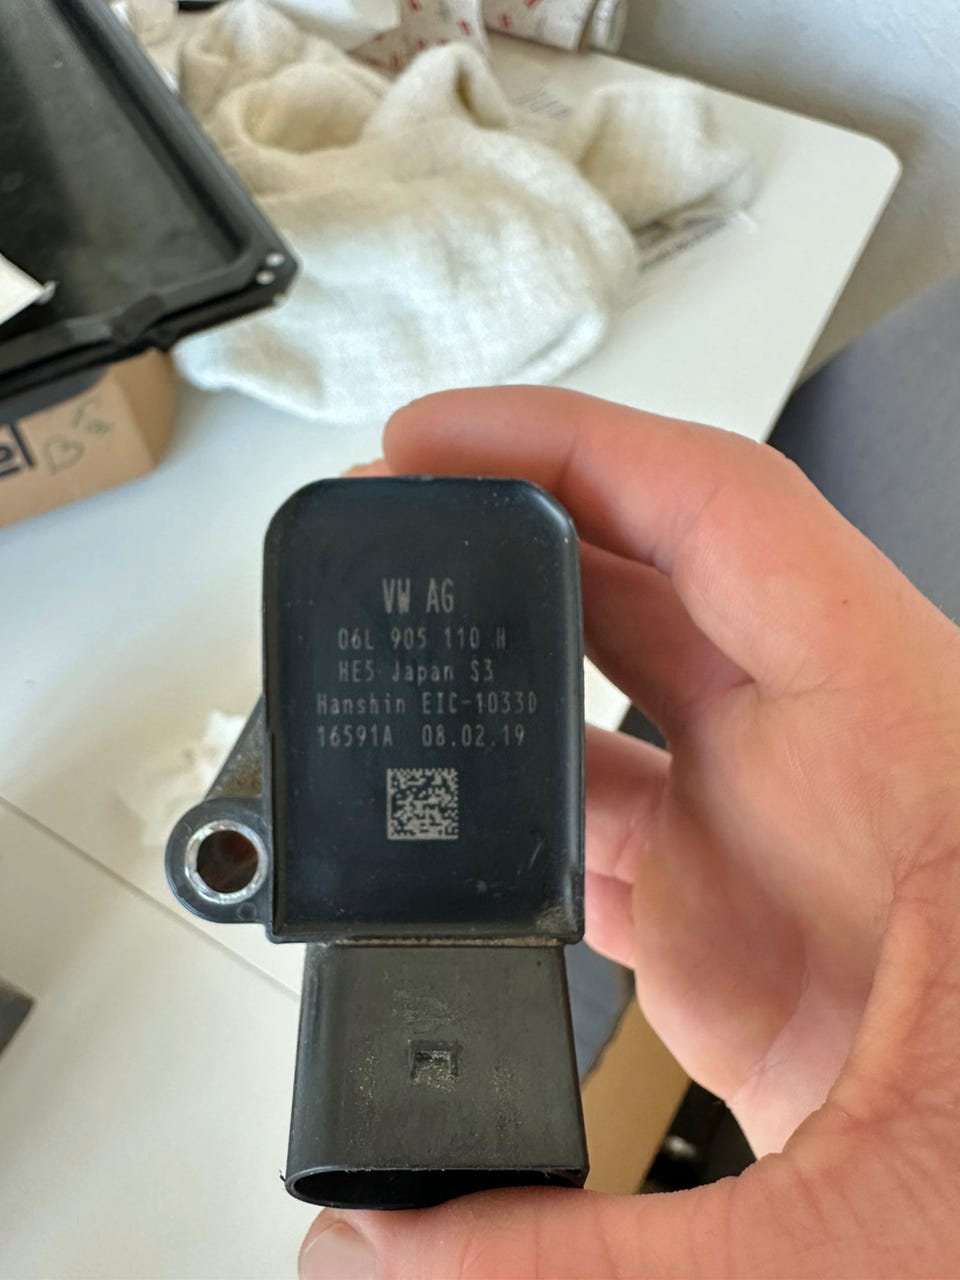 VW AG
06L 905 110 H
HE5 Japan S3
Hanshin EIC-1033D
16591A 08.02.19